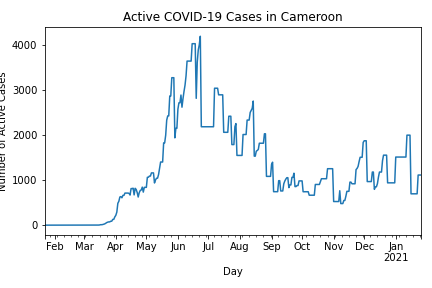 Active COVID-19 Cases in Cameroon
Number of Active Cases
4000
3000
2000
1000
0
Feb Mar Apr May Jun Jul Aug Sep Oct Nov Dec Jan
2021
Day